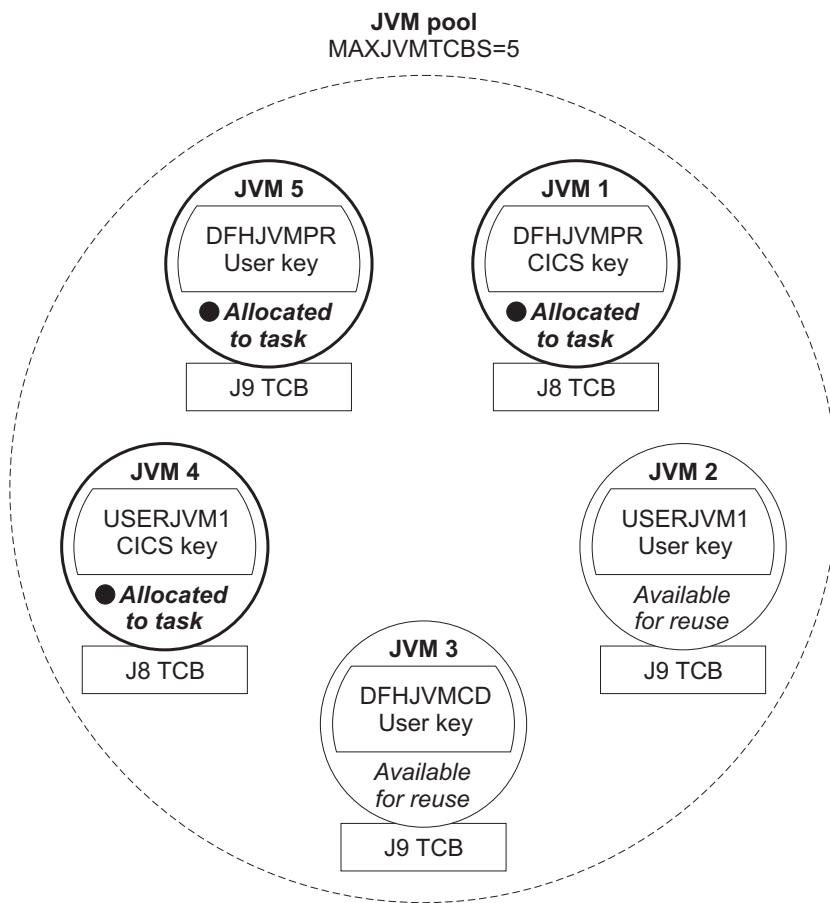 JVM pool
MAXJVMTCBS=5
JVM 5
DFHJVMPR
User key
Allocated
to task
J9 TCB
JVM 1
DFHJVMPR
CICS key
Allocated
to task
J8 TCB
JVM 4
USERJVM1
CICS key
Allocated
to task
J8 TCB
JVM 2
USERJVM1
User key
Available
for reuse
J9 TCB
JVM 3
DFHJVMCD
User key
Available
for reuse
J9 TCB